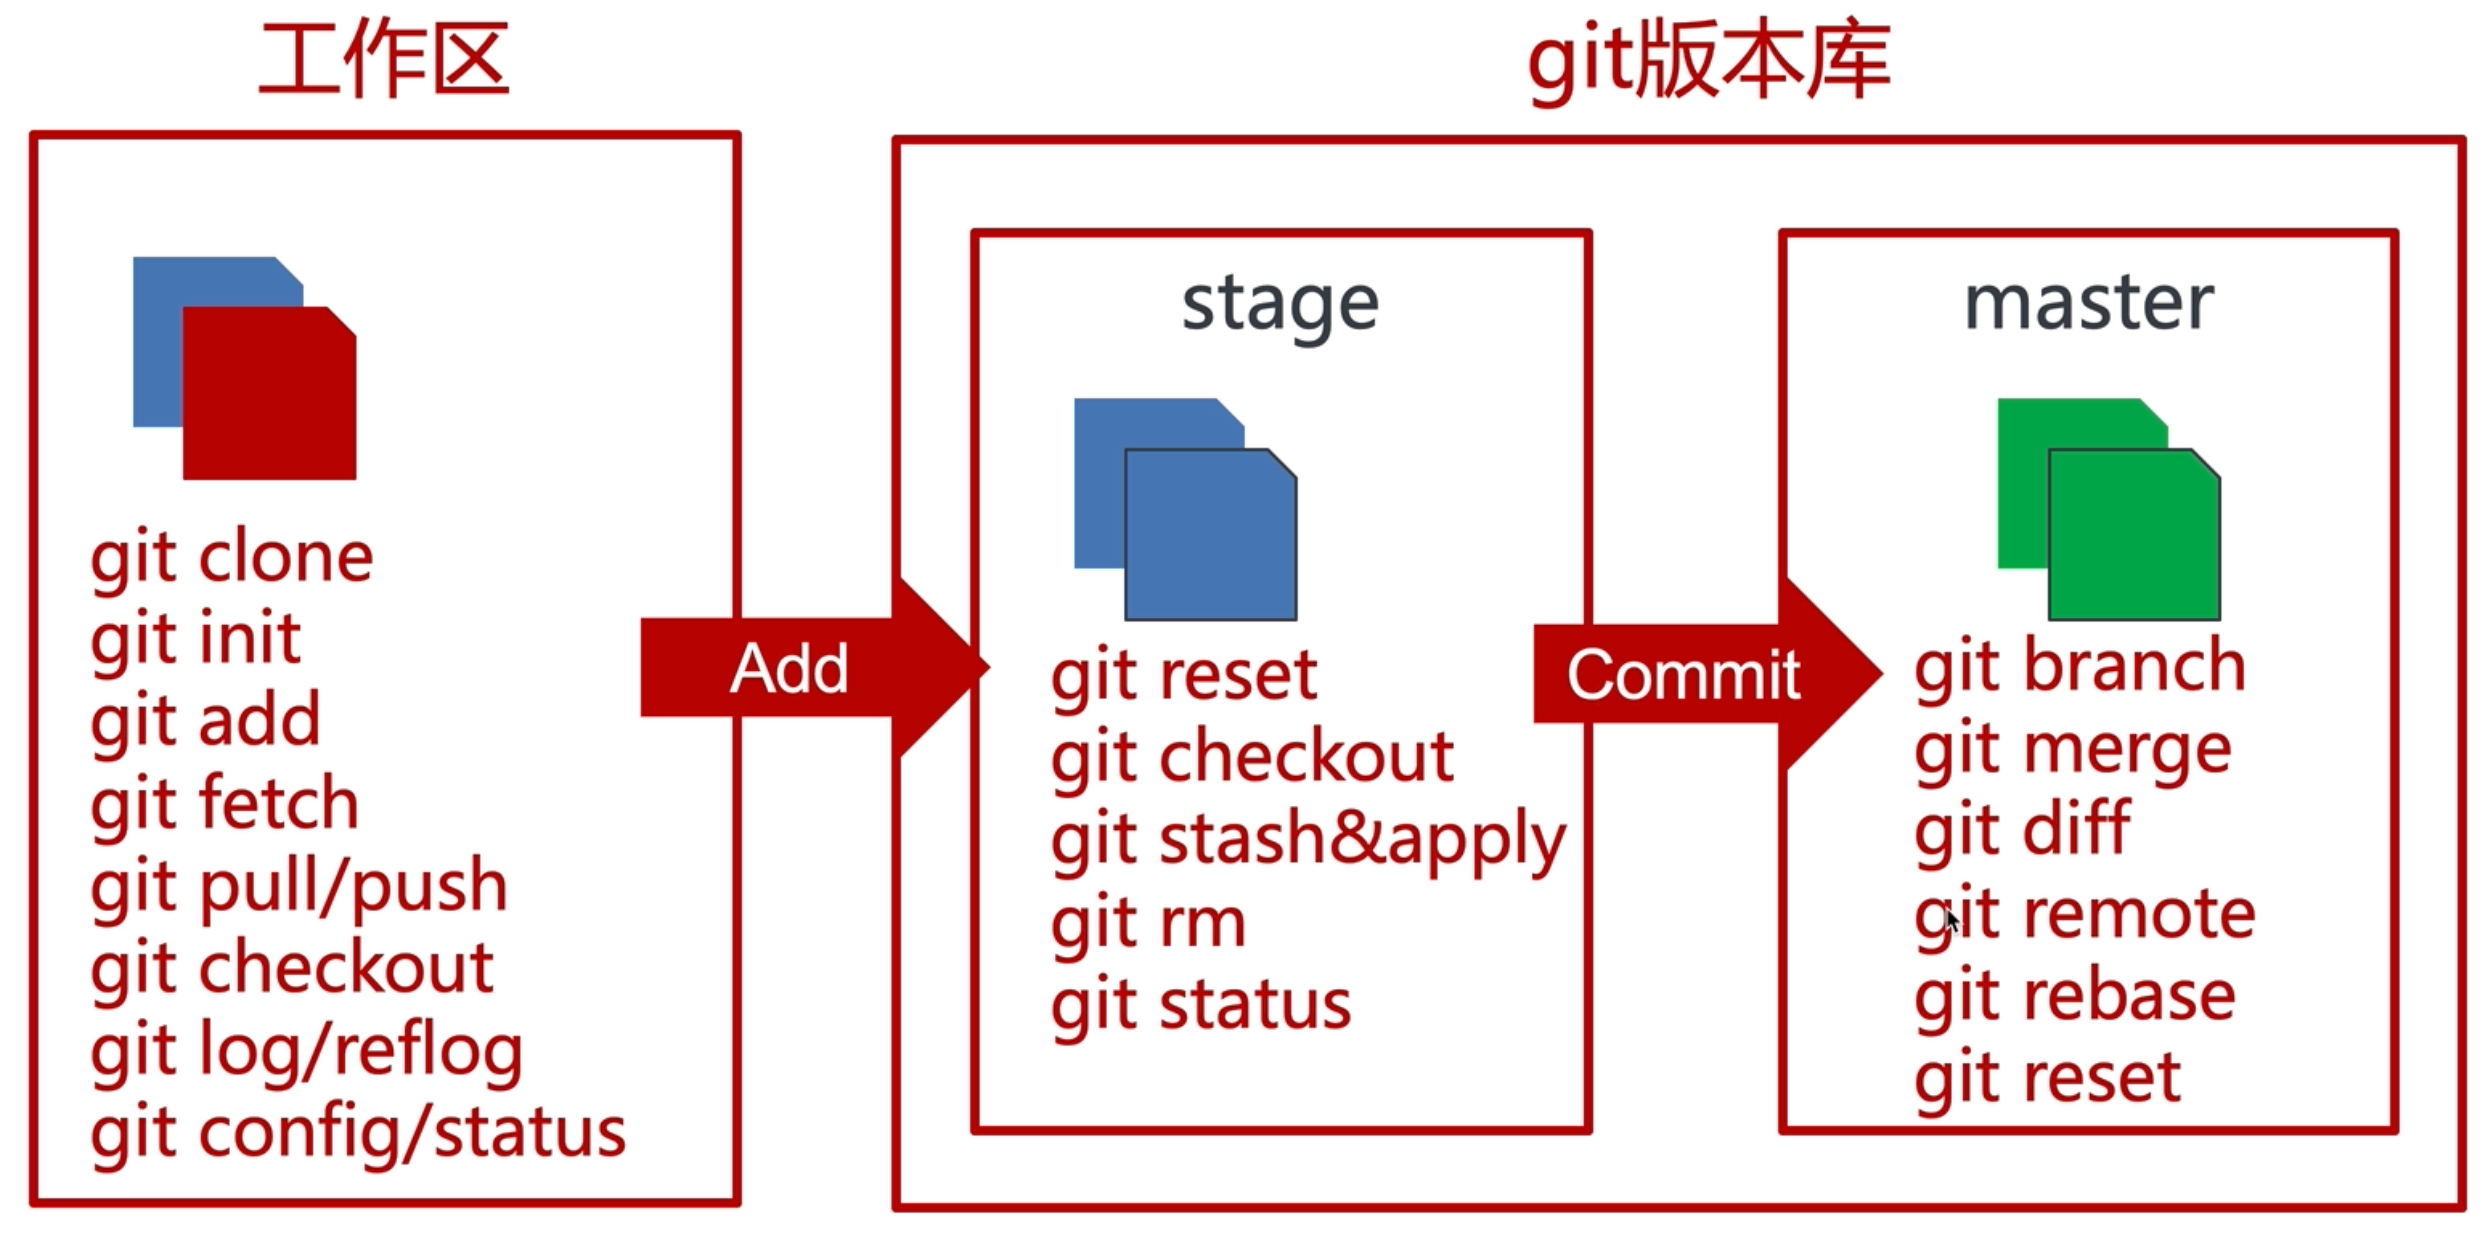 工作区
git clone
git init
git add
git fetch
git pull/push
git checkout
git log/reflog
git config/status
Add
git版本库
stage
git reset
git checkout
git stash&apply
git rm
git status
Commit
master
git branch
git merge
git diff
git remote
git rebase
git reset